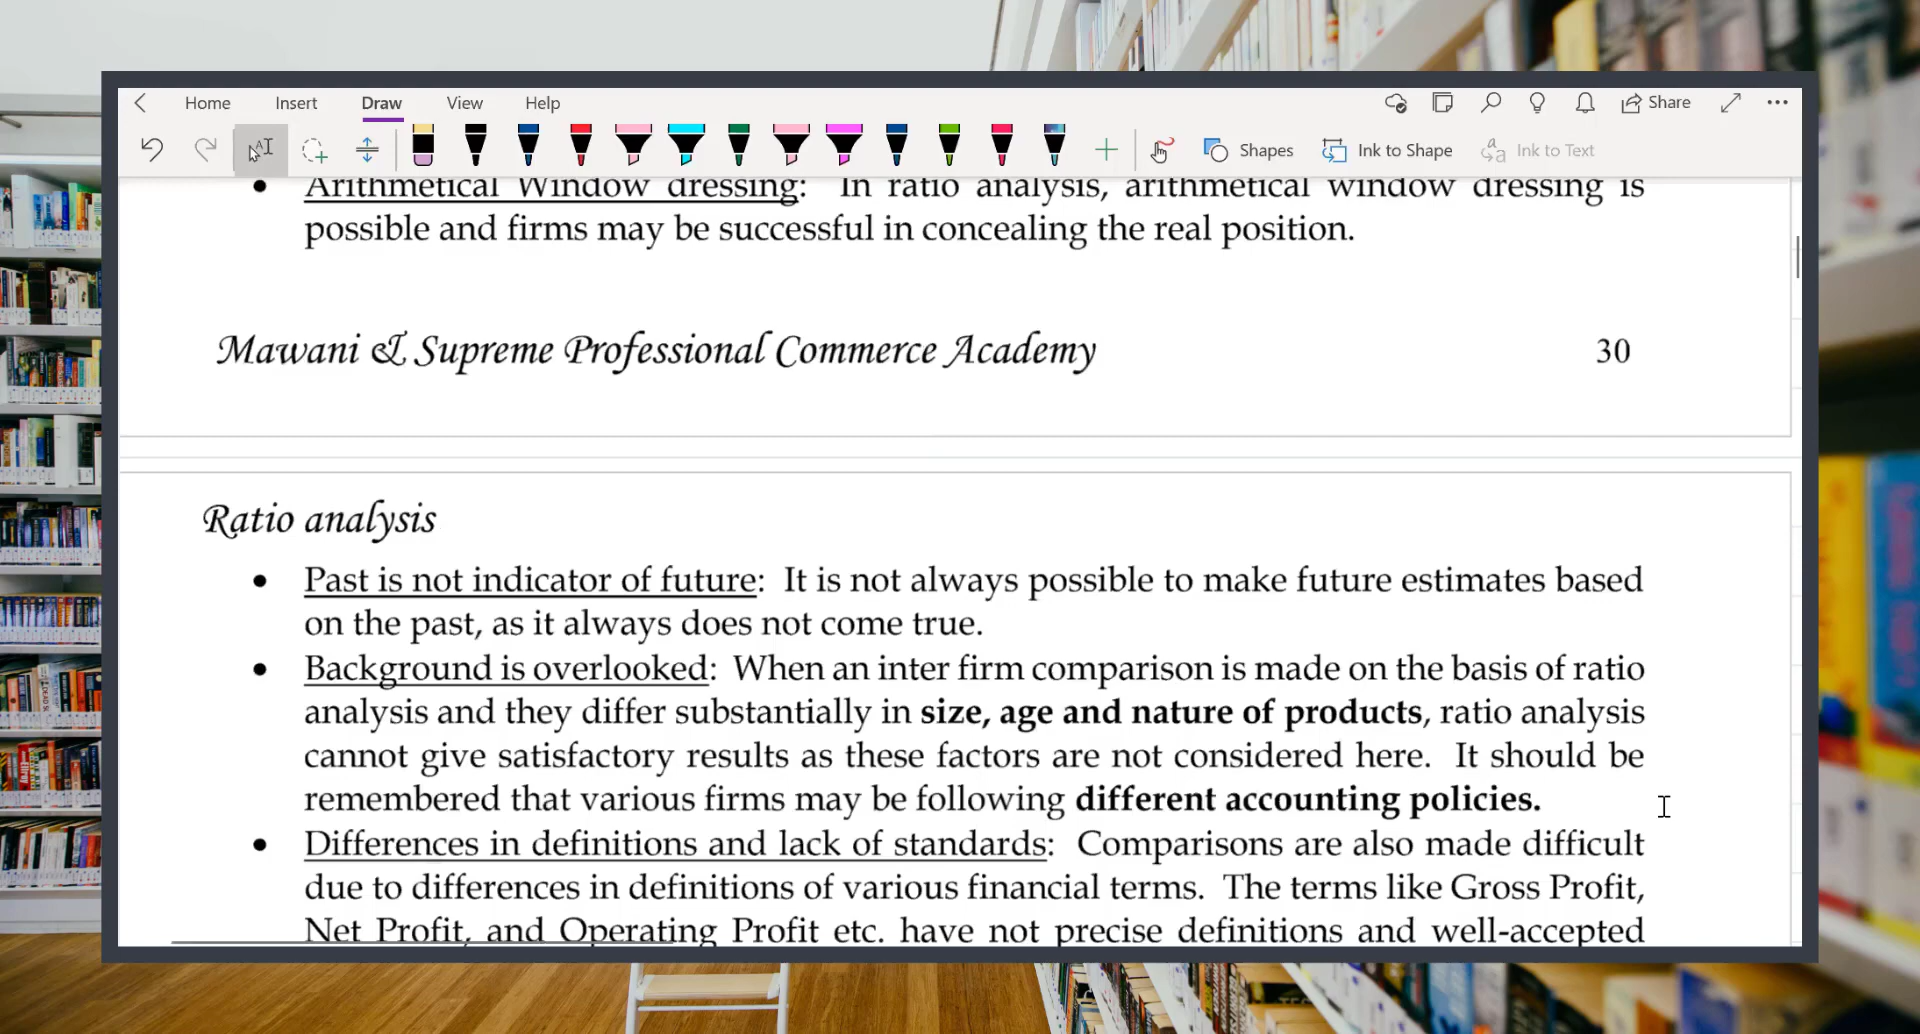 Home Insert Draw View Help Share
Shapes Ink to Shape Ink to Text
• Arithmetical Window dressing: In ratio analysis, arithmetical window dressing is
possible and firms may be successful in concealing the real position.
Mawani & Supreme Professional Commerce Academy 30
Ratio analysis
• Past is not indicator of future: It is not always possible to make future estimates based
on the past, as it always does not come true.
• Background is overlooked: When an inter firm comparison is made on the basis of ratio
analysis and they differ substantially in size, age and nature of products, ratio analysis
cannot give satisfactory results as these factors are not considered here. It should be
remembered that various firms may be following different accounting policies.
• Differences in definitions and lack of standards: Comparisons are also made difficult
due to differences in definitions of various financial terms. The terms like Gross Profit,
Net Profit, and Operating Profit etc. have not precise definitions and well-accepted